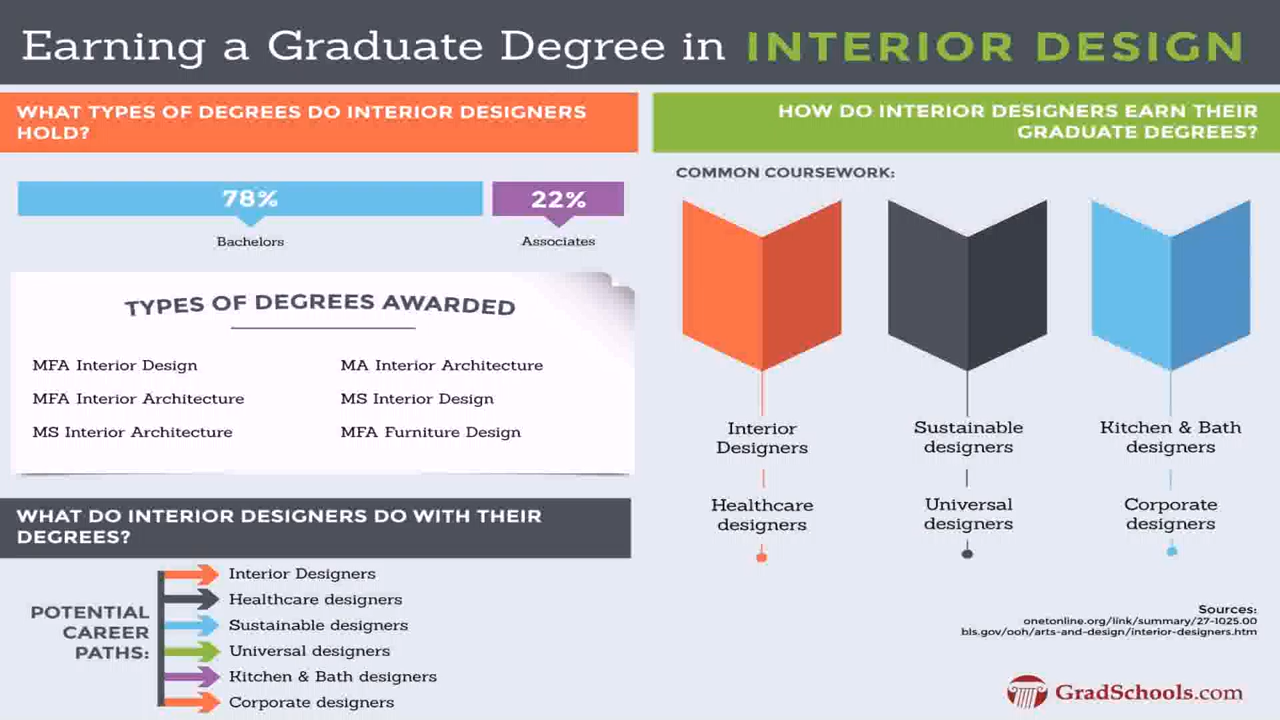 Earning a Graduate Degree in INTERIOR DESIGN
WHAT TYPES OF DEGREES DO INTERIOR DESIGNERS
HOLD?
78%
22%
Bachelors
Associates
TYPES OF DEGREES AWARDED
MFA Interior Design
MA Interior Architecture
MFA Interior Architecture
MS Interior Design
MS Interior Architecture
MFA Furniture Design
WHAT DO INTERIOR DESIGNERS DO WITH THEIR
DEGREES?
POTENTIAL
CAREER
PATHS:
Interior Designers
Healthcare designers
Sustainable designers
Universal designers
Kitchen & Bath designers
Corporate designers
HOW DO INTERIOR DESIGNERS EARN THEIR
GRADUATE DEGREES?
COMMON COURSEWORK:
Interior
Designers
Sustainable
designers
Kitchen & Bath
designers
Healthcare
designers
Universal
designers
Corporate
designers
Sources:
onetonline.org/link/summary/27-1025.00
bls.gov/ooh/arts-and-design/interior-designers.htm
GradSchools.com